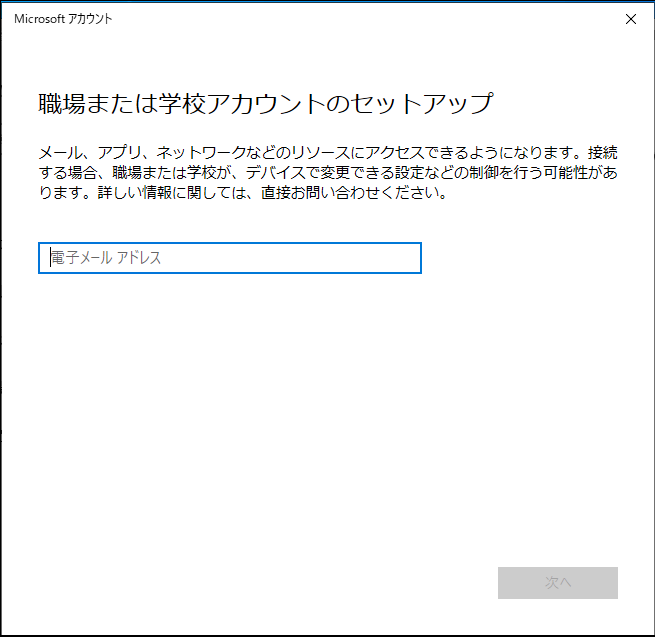 Microsoft アカウント
職場または学校アカウントのセットアップ
メール、アプリ、ネットワークなどのリソースにアクセスできるようになります。接続
する場合、職場または学校が、デバイスで変更できる設定などの制御を行う可能性があ
ります。詳しい情報に関しては、直接お問い合わせください。
電子メール アドレス
次へ